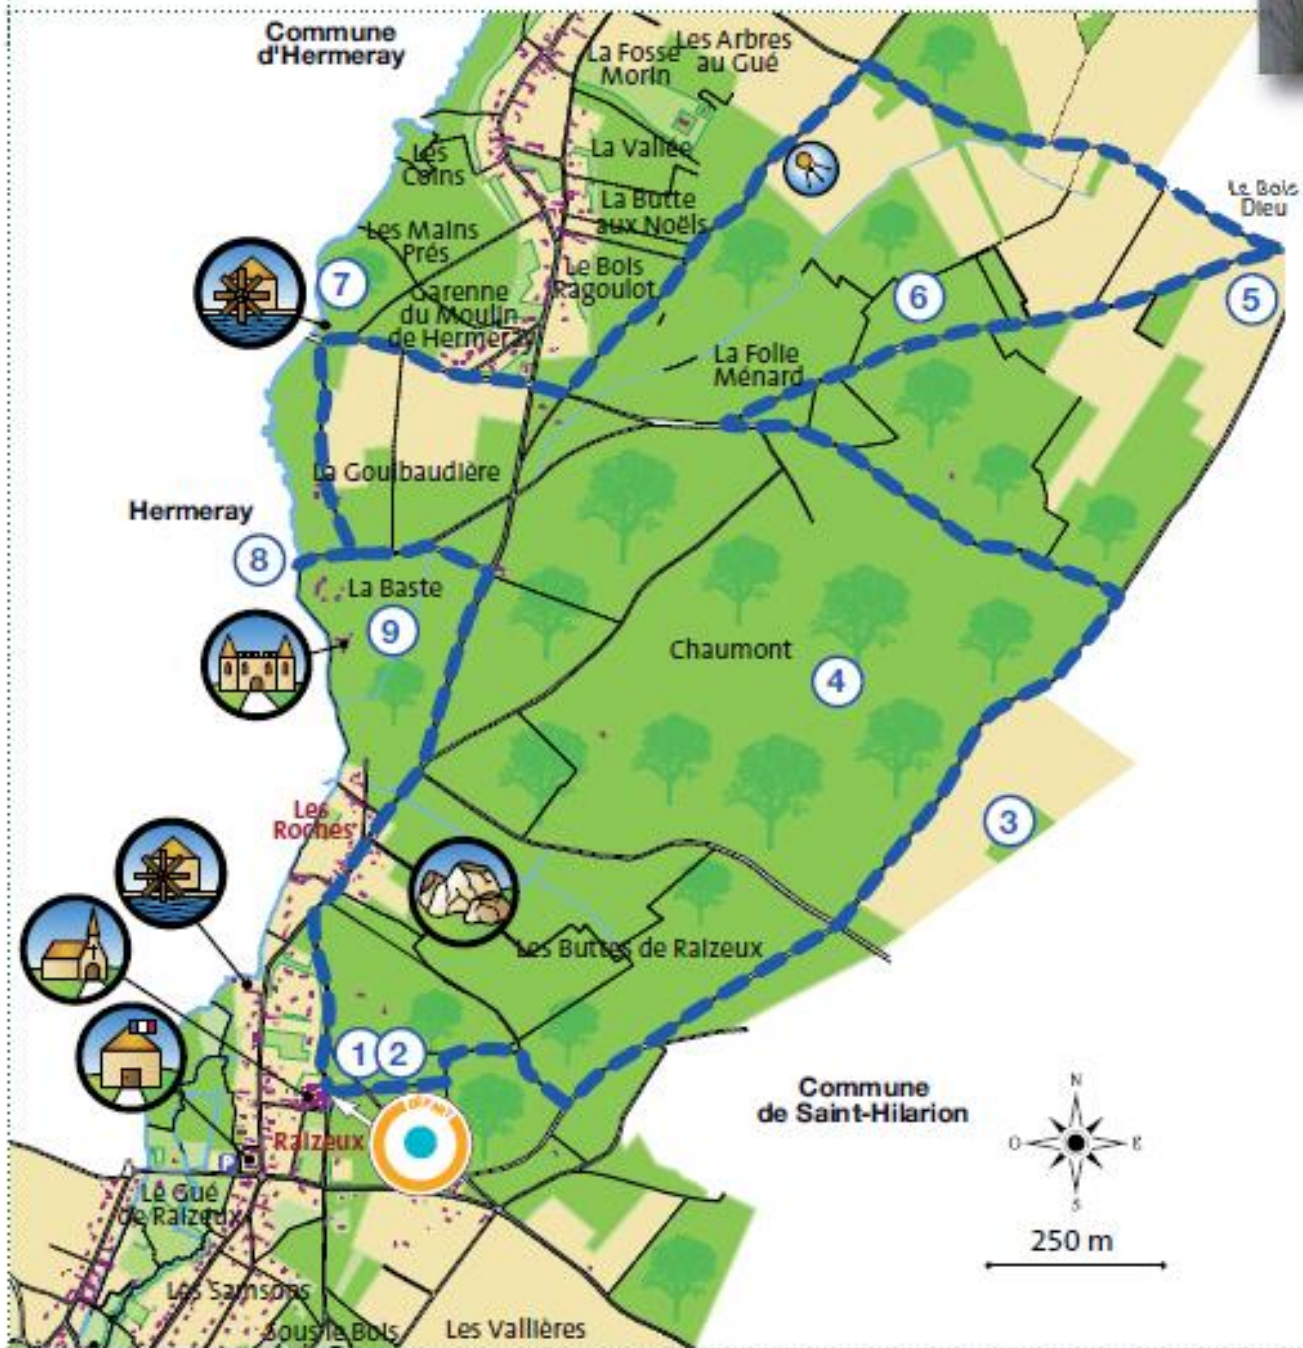 Commune
d'Hermeray
La Fosse
Morin
Les Arbres
au Gué
Les
Coins
La Vallée
La Butte
aux Noëls
Le Bois
Dieu
Les Mains
Prés
Le Bois
Ragoulot
7
Garenne
du Moulin
de Hermeray
6
5
La Folie
Ménard
La Goulbaudière
Hermeray
8
La Baste
9
Chaumont
4
Les
Roches
3
Les Buttes de Raizeux
1
2
DÉPART
Commune
de Saint-Hilarion
N
O
E
S
250 m
Raizeux
P
Le Gué
de Raizeux
Les Samsons
Sous le Bois
Les Vallières